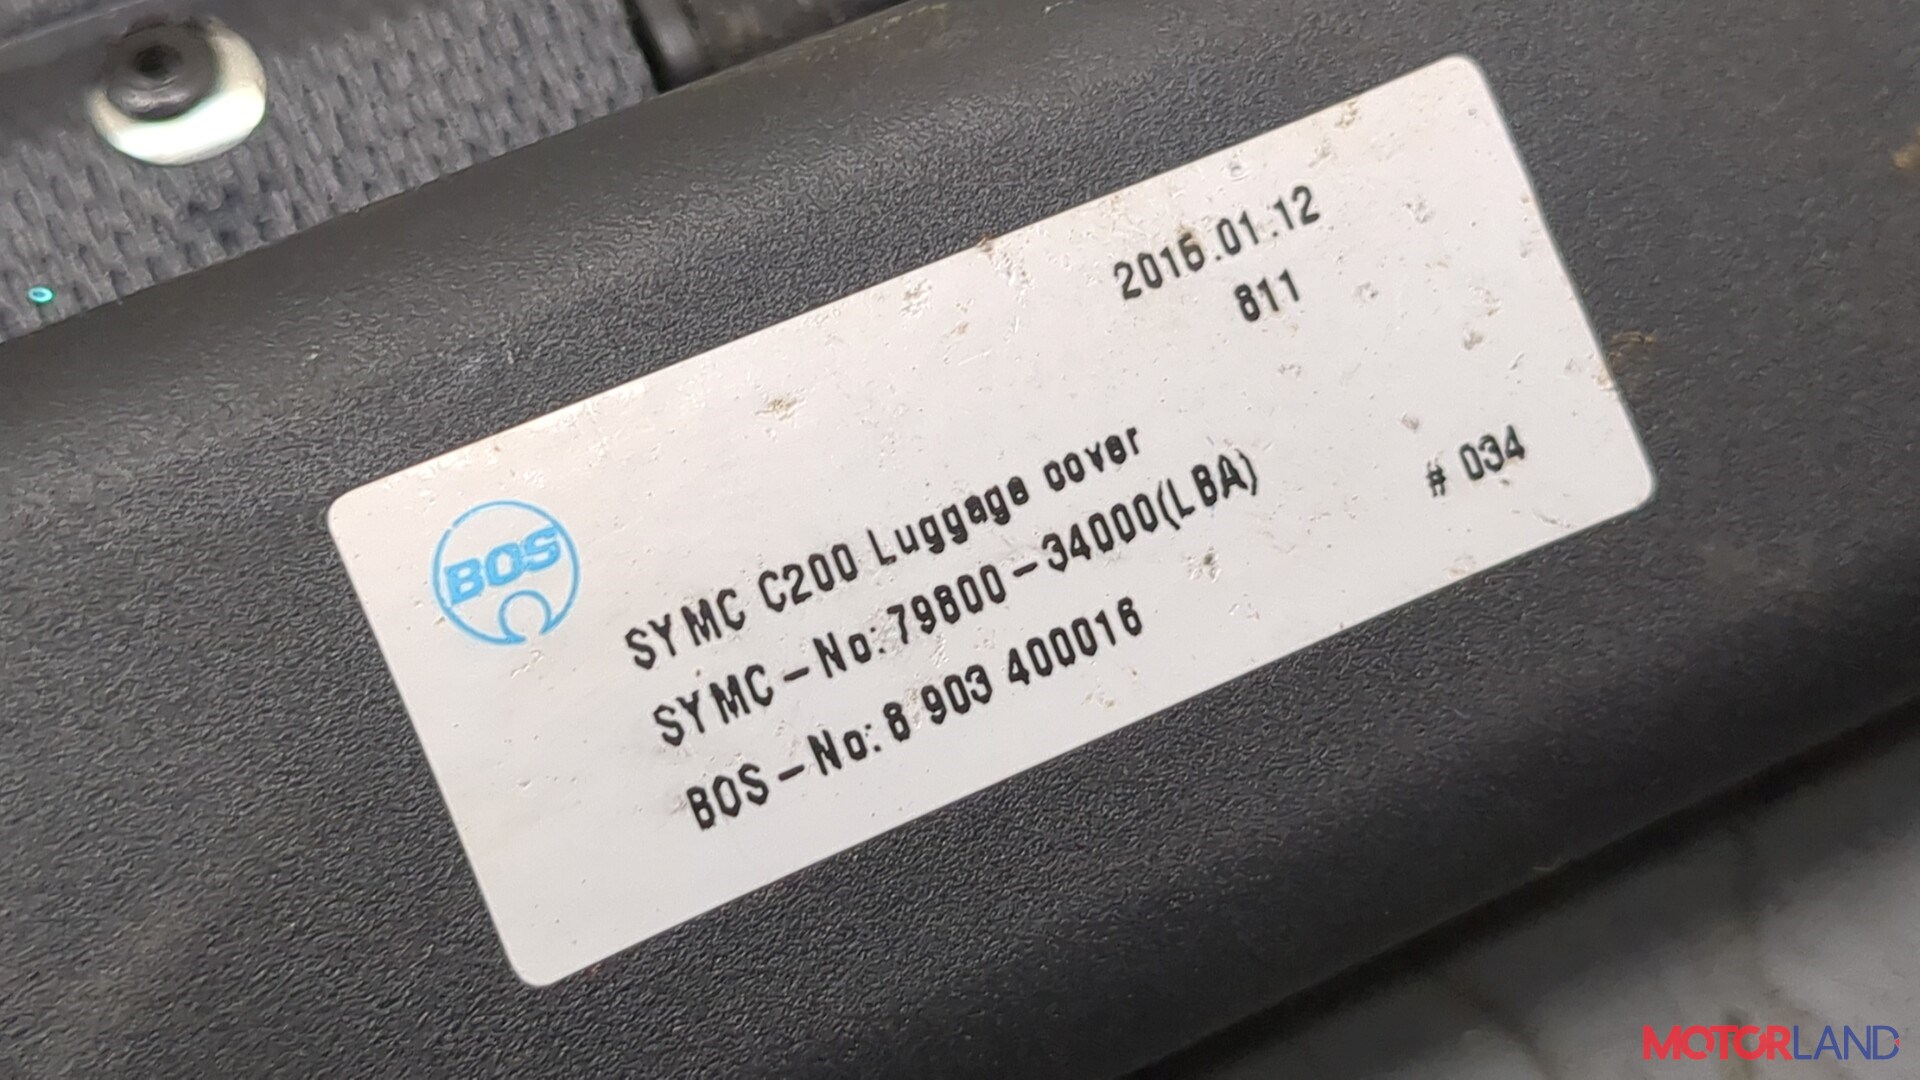 2015.01.12
811
BOS
SYMC C200 Luggage cover
SYMC-No: 79800-34000(LBA)
# 034
BOS-No: 8 903 400016
MOTORLAND